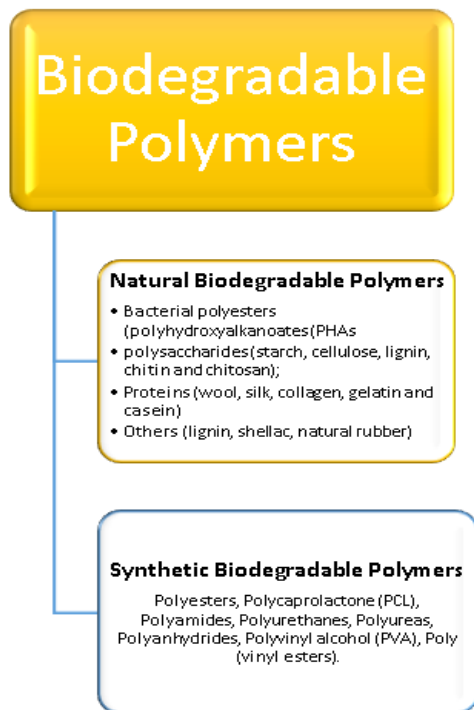 Biodegradable
Polymers
Natural Biodegradable Polymers
• Bacterial polyesters
(polyhydroxyalkanoates(PHAs
• polysaccharides(starch, cellulose, lignin,
chitin and chitosan);
• Proteins (wool, silk, collagen, gelatin and
casein)
• Others (lignin, shellac, natural rubber)
Synthetic Biodegradable Polymers
Polyesters, Polycaprolactone (PCL),
Polyamides, Polyurethanes, Polyureas,
Polyanhydrides, Polyvinyl alcohol (PVA), Poly
(vinyl esters).